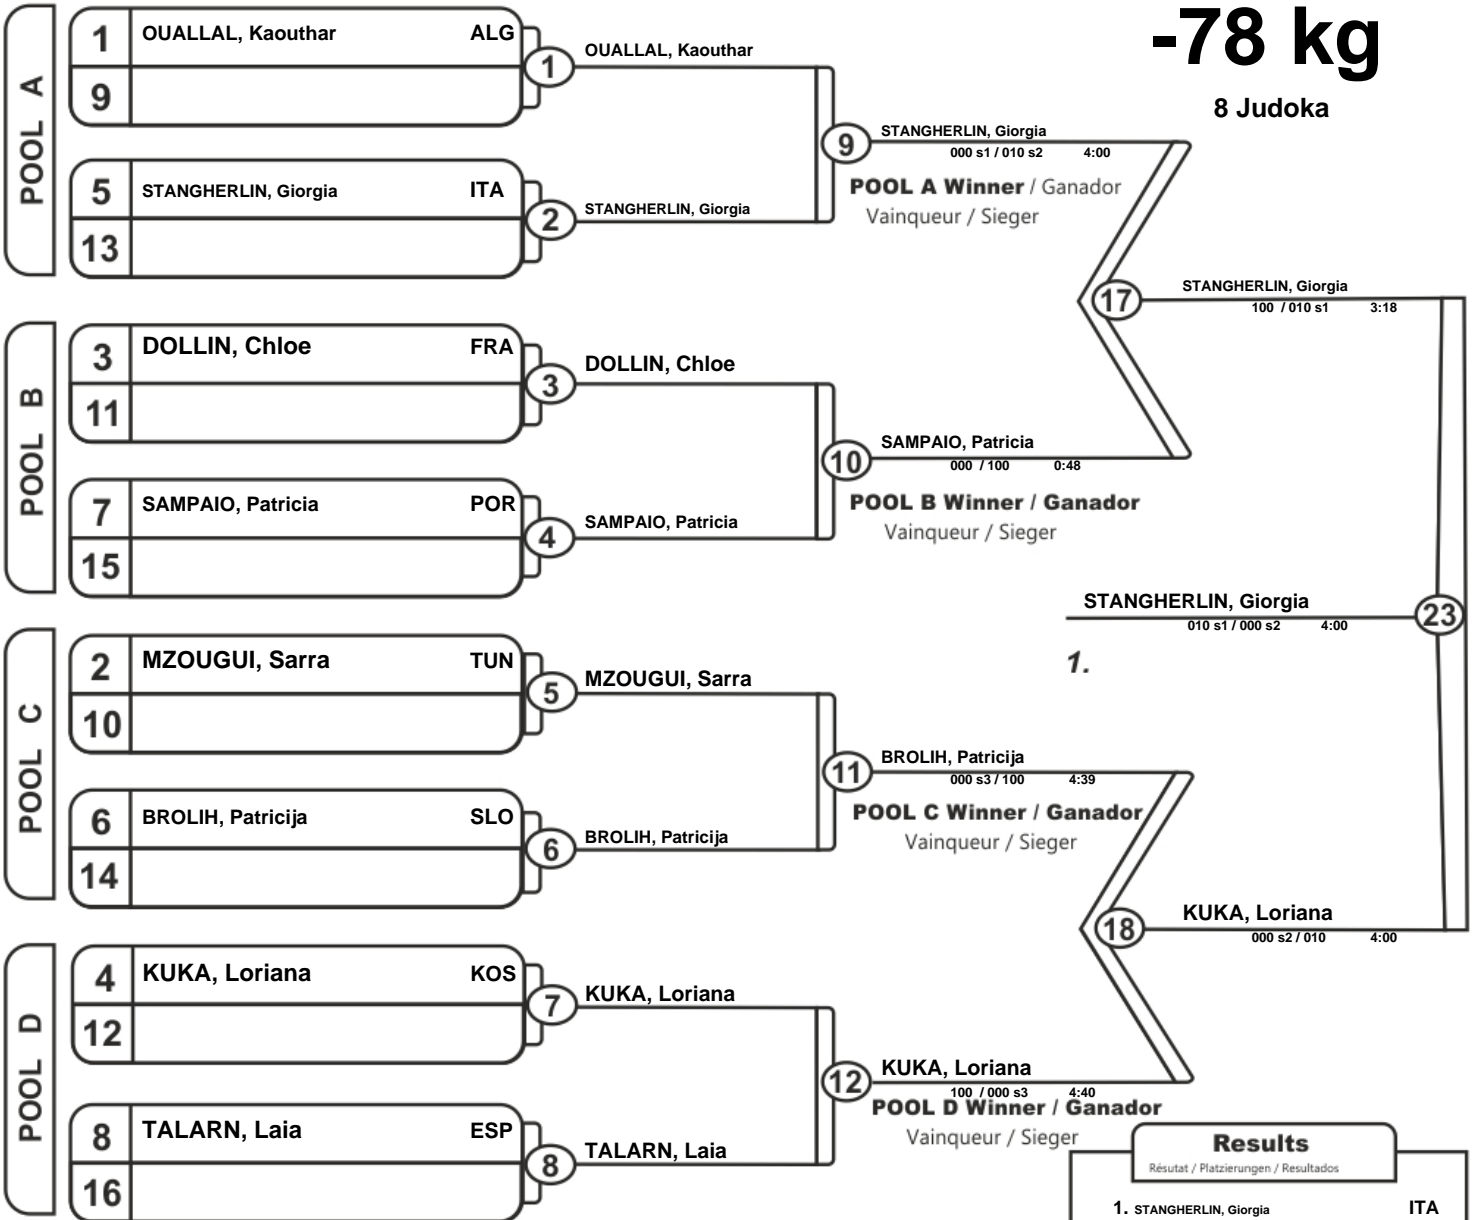 -78 kg
8 Judoka
POOL A
1 OUALLAL, Kaouthar ALG
9
5 STANGHERLIN, Giorgia ITA
13
1 OUALLAL, Kaouthar
2 STANGHERLIN, Giorgia
9 STANGHERLIN, Giorgia
000 s1 / 010 s2 4:00
POOL A Winner / Ganador
Vainqueur / Sieger
POOL B
3 DOLLIN, Chloe FRA
11
7 SAMPAIO, Patricia POR
15
3 DOLLIN, Chloe
4 SAMPAIO, Patricia
10 SAMPAIO, Patricia
000 / 100 0:48
POOL B Winner / Ganador
Vainqueur / Sieger
17 STANGHERLIN, Giorgia
100 / 010 s1 3:18
STANGHERLIN, Giorgia 23
010 s1 / 000 s2 4:00
1.
POOL C
2 MZOUGUI, Sarra TUN
10
6 BROLIH, Patricija SLO
14
5 MZOUGUI, Sarra
6 BROLIH, Patricija
11 BROLIH, Patricija
000 s3 / 100 4:39
POOL C Winner / Ganador
Vainqueur / Sieger
18 KUKA, Loriana
000 s2 / 010 4:00
POOL D
4 KUKA, Loriana KOS
12
8 TALARN, Laia ESP
16
7 KUKA, Loriana
8 TALARN, Laia
12 KUKA, Loriana
100 / 000 s3 4:40
POOL D Winner / Ganador
Vainqueur / Sieger
Results
Résutat / Platzierungen / Resultados
1. STANGHERLIN, Giorgia ITA